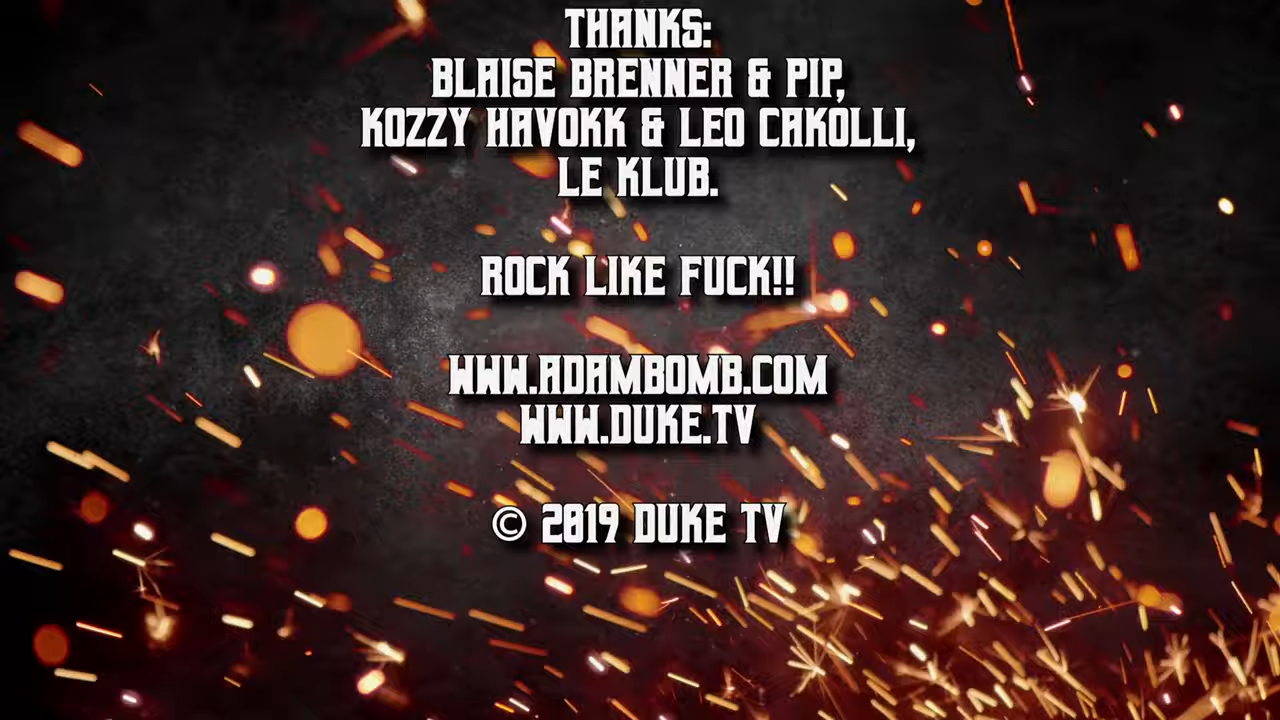 THANKS:
BLAISE BRENNER & PIP,
KOZZY HAVOKK & LEO CAKOLLI,
LE KLUB.
ROCK LIKE FUCK!!
WWW.ADAMBOMB.COM
WWW.DUKE.TV
© 2019 DUKE TV